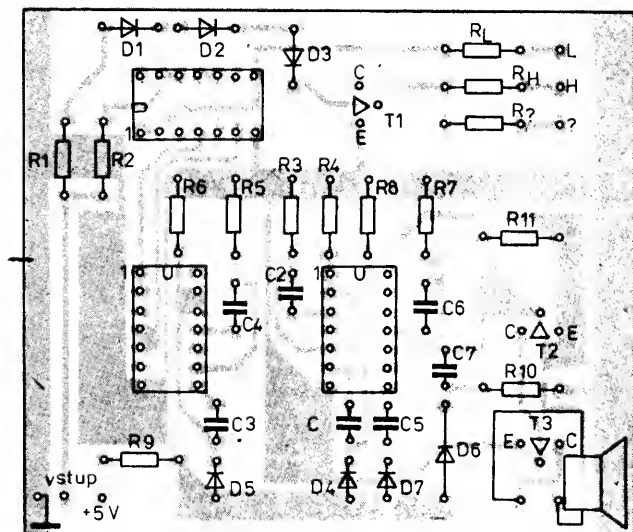 D1 D2 D3 RL L
C T1 E RH H
R? ?
1
R1 R2 R6 R5 R3 R4 R8 R7
R11
1 U C2 1 U
C4 C6
C T2 E
C7
R10
C3 C C5 T3
E C
R9 D6
vstup D5 D4 D7
+5V